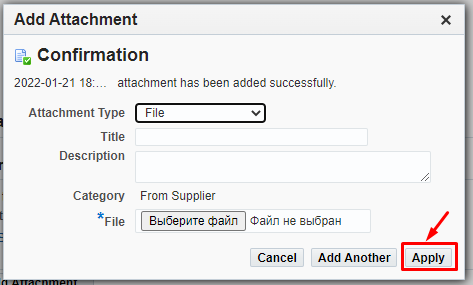 Add Attachment
Confirmation
2022-01-21 18:... attachment has been added successfully.
Attachment Type File
Title
Description
Category From Supplier
*File Выберите файл Файл не выбран
Cancel Add Another Apply
d Attachment